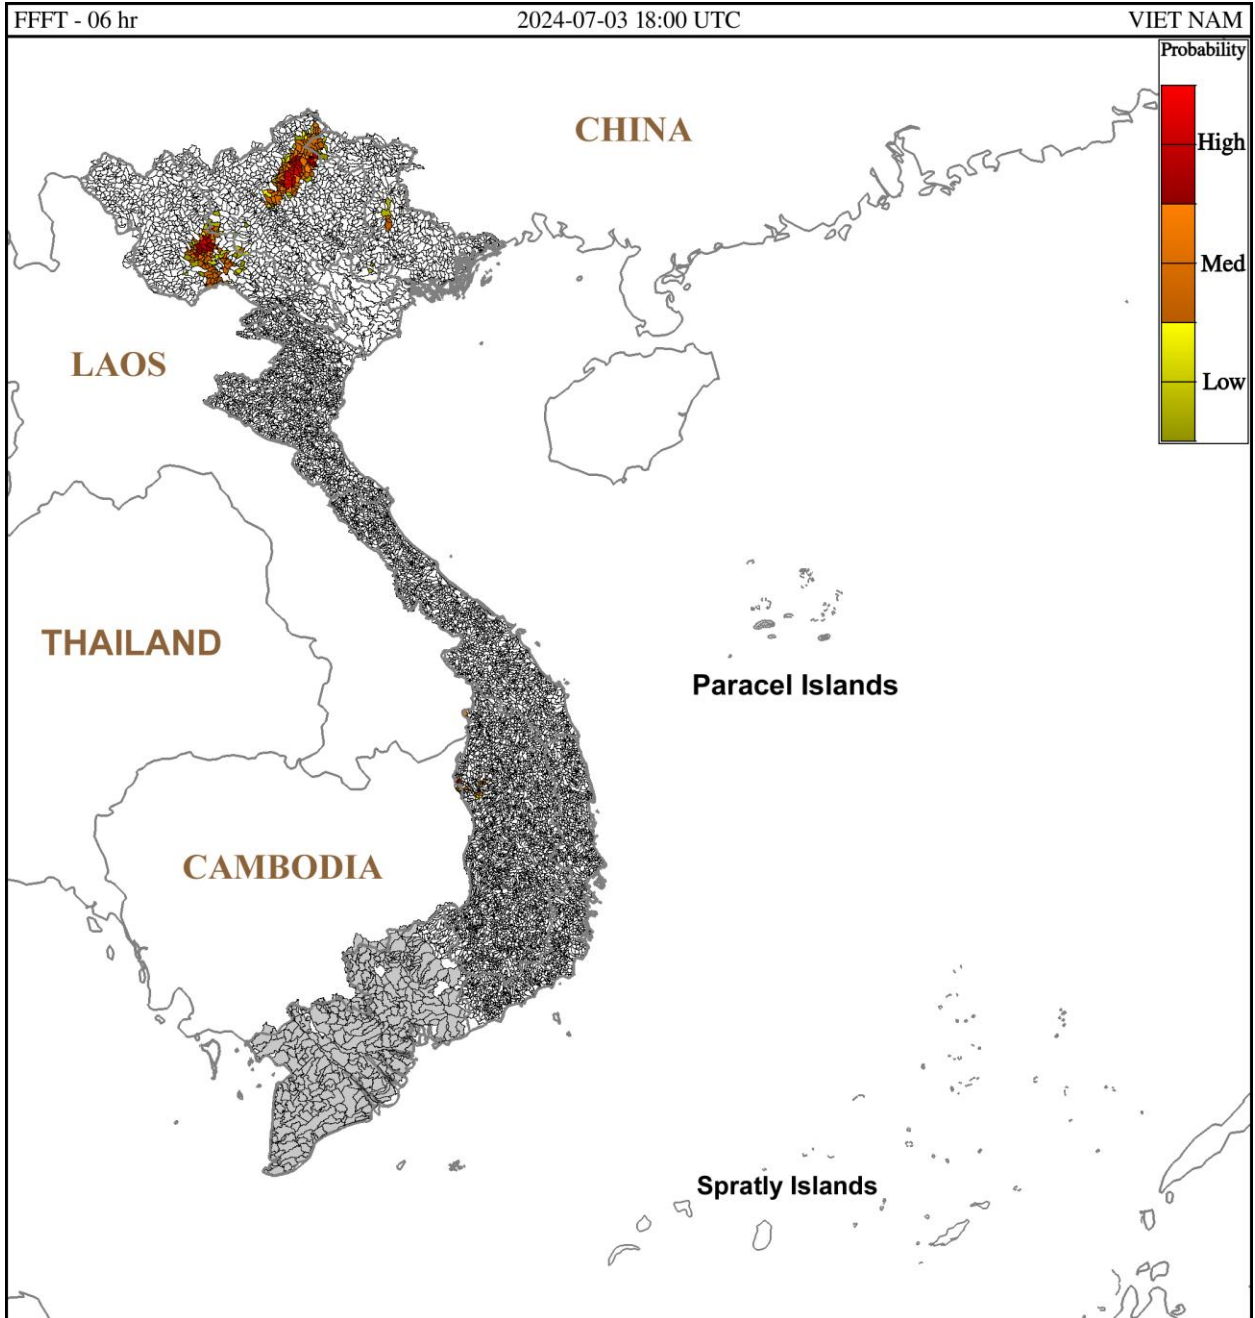 FFFT - 06 hr 2024-07-03 18:00 UTC VIET NAM
Probability
CHINA
High
Med
LAOS
Low
THAILAND
Paracel Islands
CAMBODIA
Spratly Islands